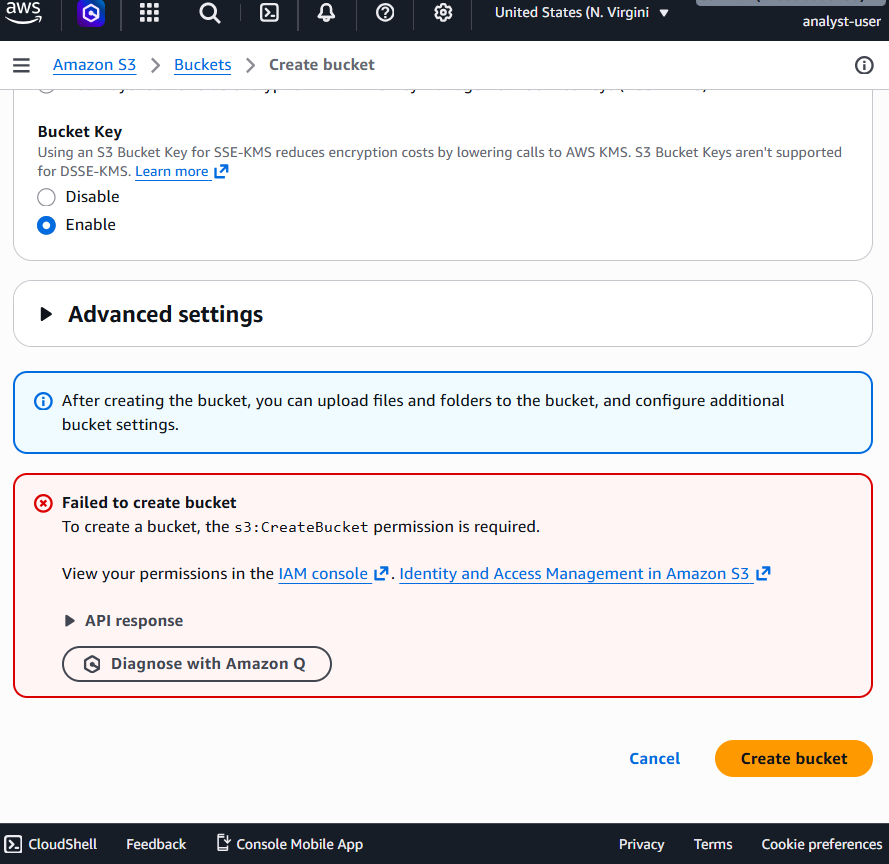 aws
United States (N. Virgini
analyst-user
Amazon S3 > Buckets > Create bucket
Bucket Key
Using an S3 Bucket Key for SSE-KMS reduces encryption costs by lowering calls to AWS KMS. S3 Bucket Keys aren't supported
for DSSE-KMS. Learn more
Disable
Enable
Advanced settings
After creating the bucket, you can upload files and folders to the bucket, and configure additional
bucket settings.
Failed to create bucket
To create a bucket, the s3:CreateBucket permission is required.
View your permissions in the IAM console . Identity and Access Management in Amazon S3
API response
Diagnose with Amazon Q
Cancel
Create bucket
CloudShell Feedback Console Mobile App Privacy Terms Cookie preferences